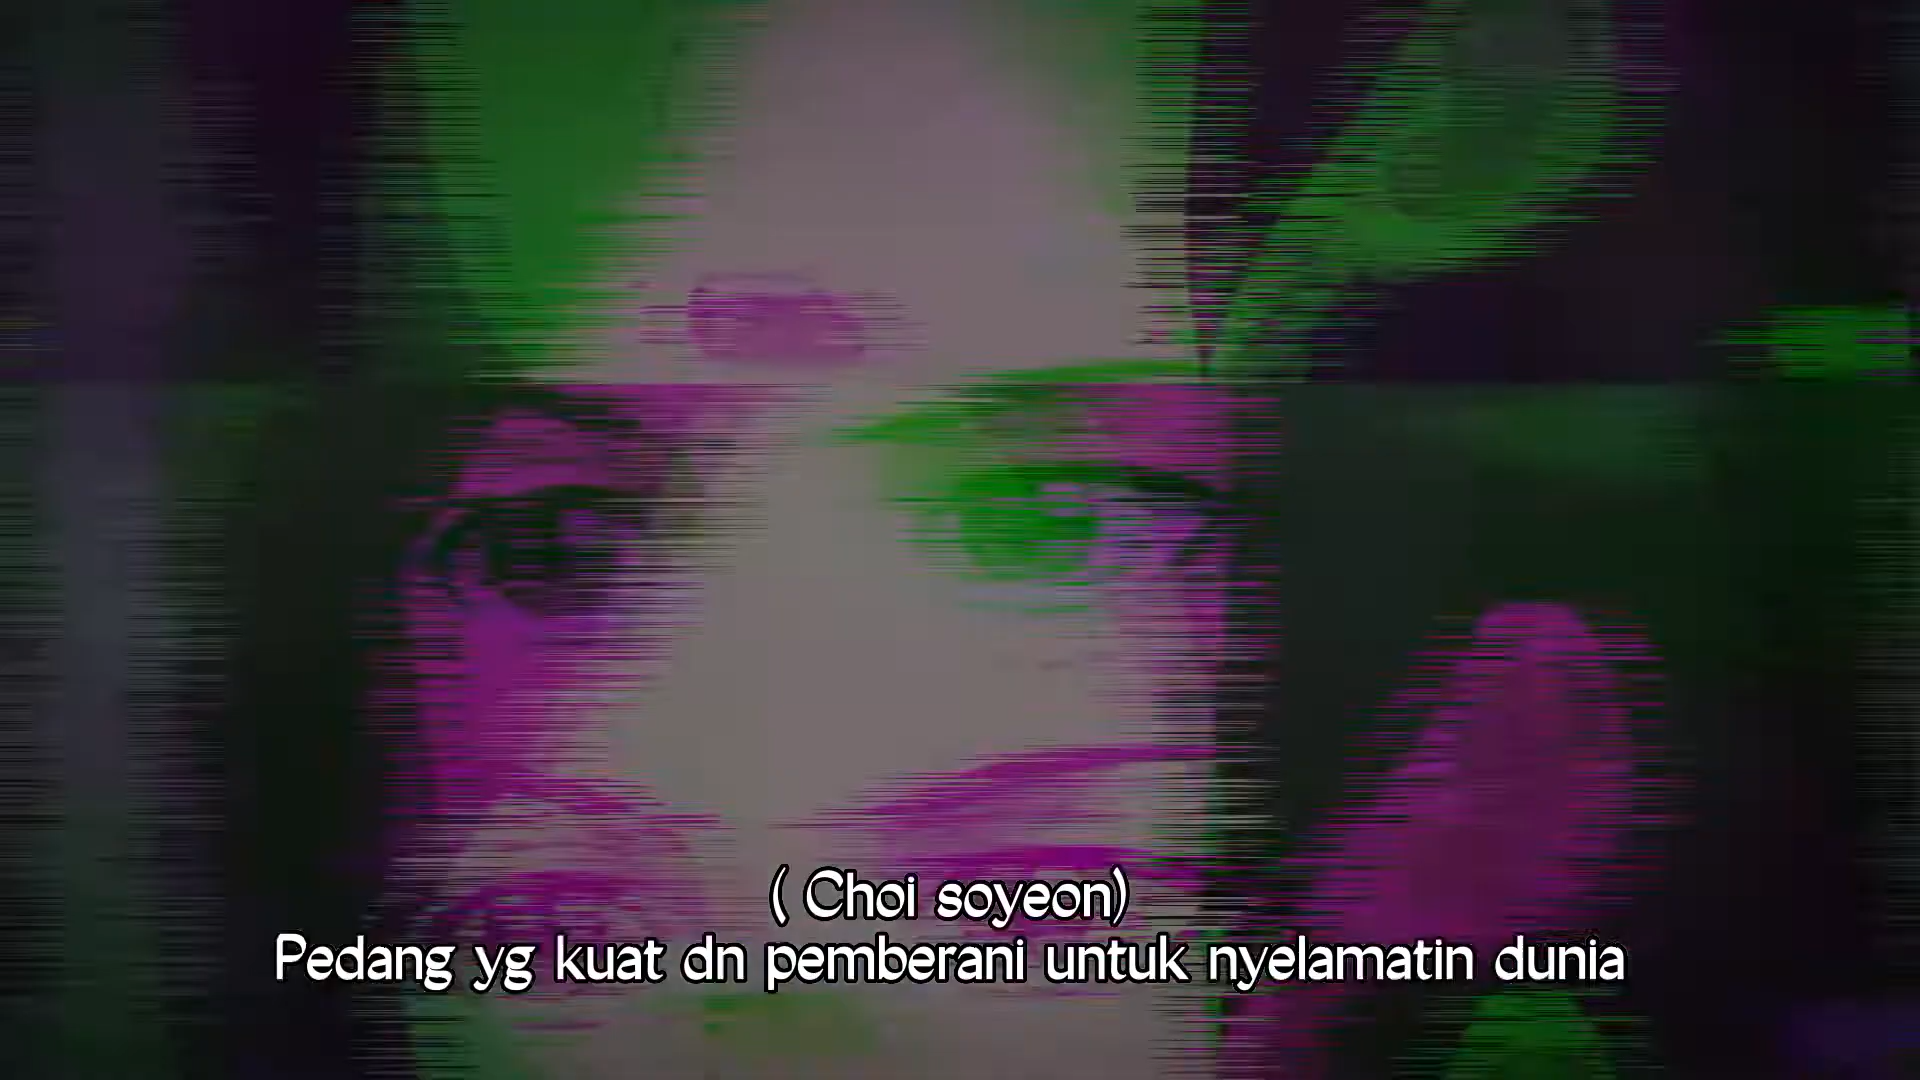 ( Choi soyeon)
Pedang yg kuat dn pemberani untuk nyelamatin dunia